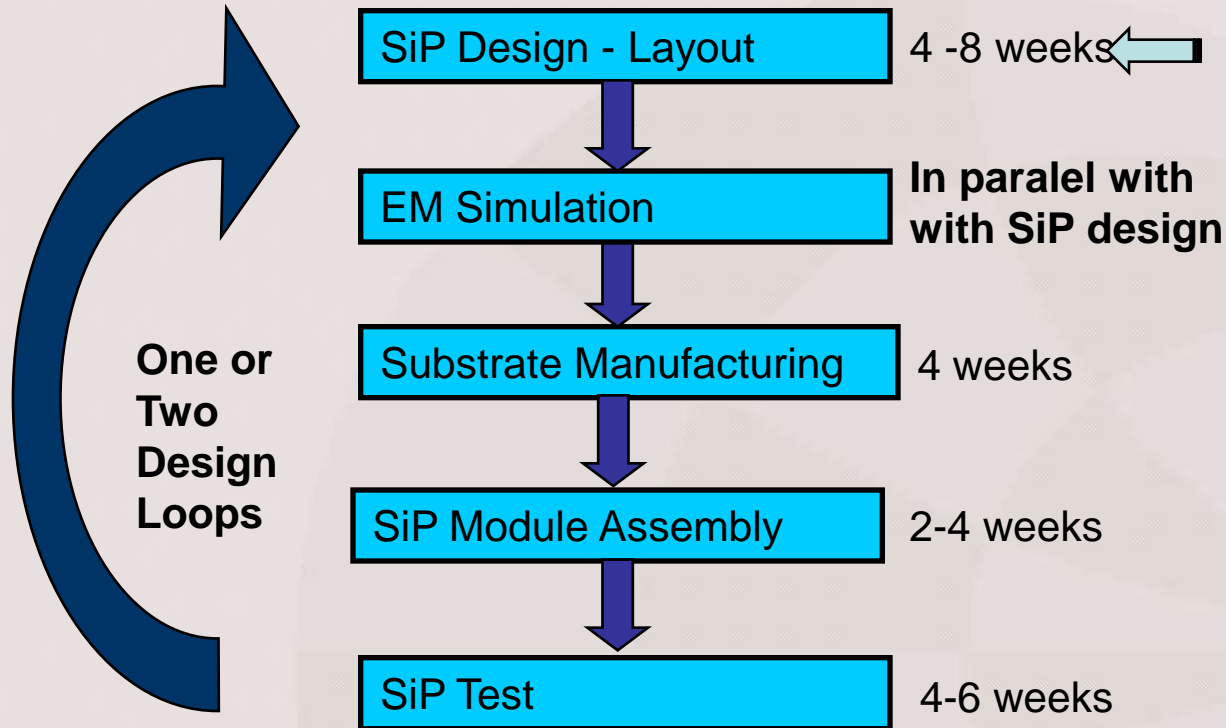 SiP Design - Layout
4 -8 weeks
EM Simulation
In paralel with
with SiP design
Substrate Manufacturing
4 weeks
One or
Two
Design
Loops
SiP Module Assembly
2-4 weeks
SiP Test
4-6 weeks